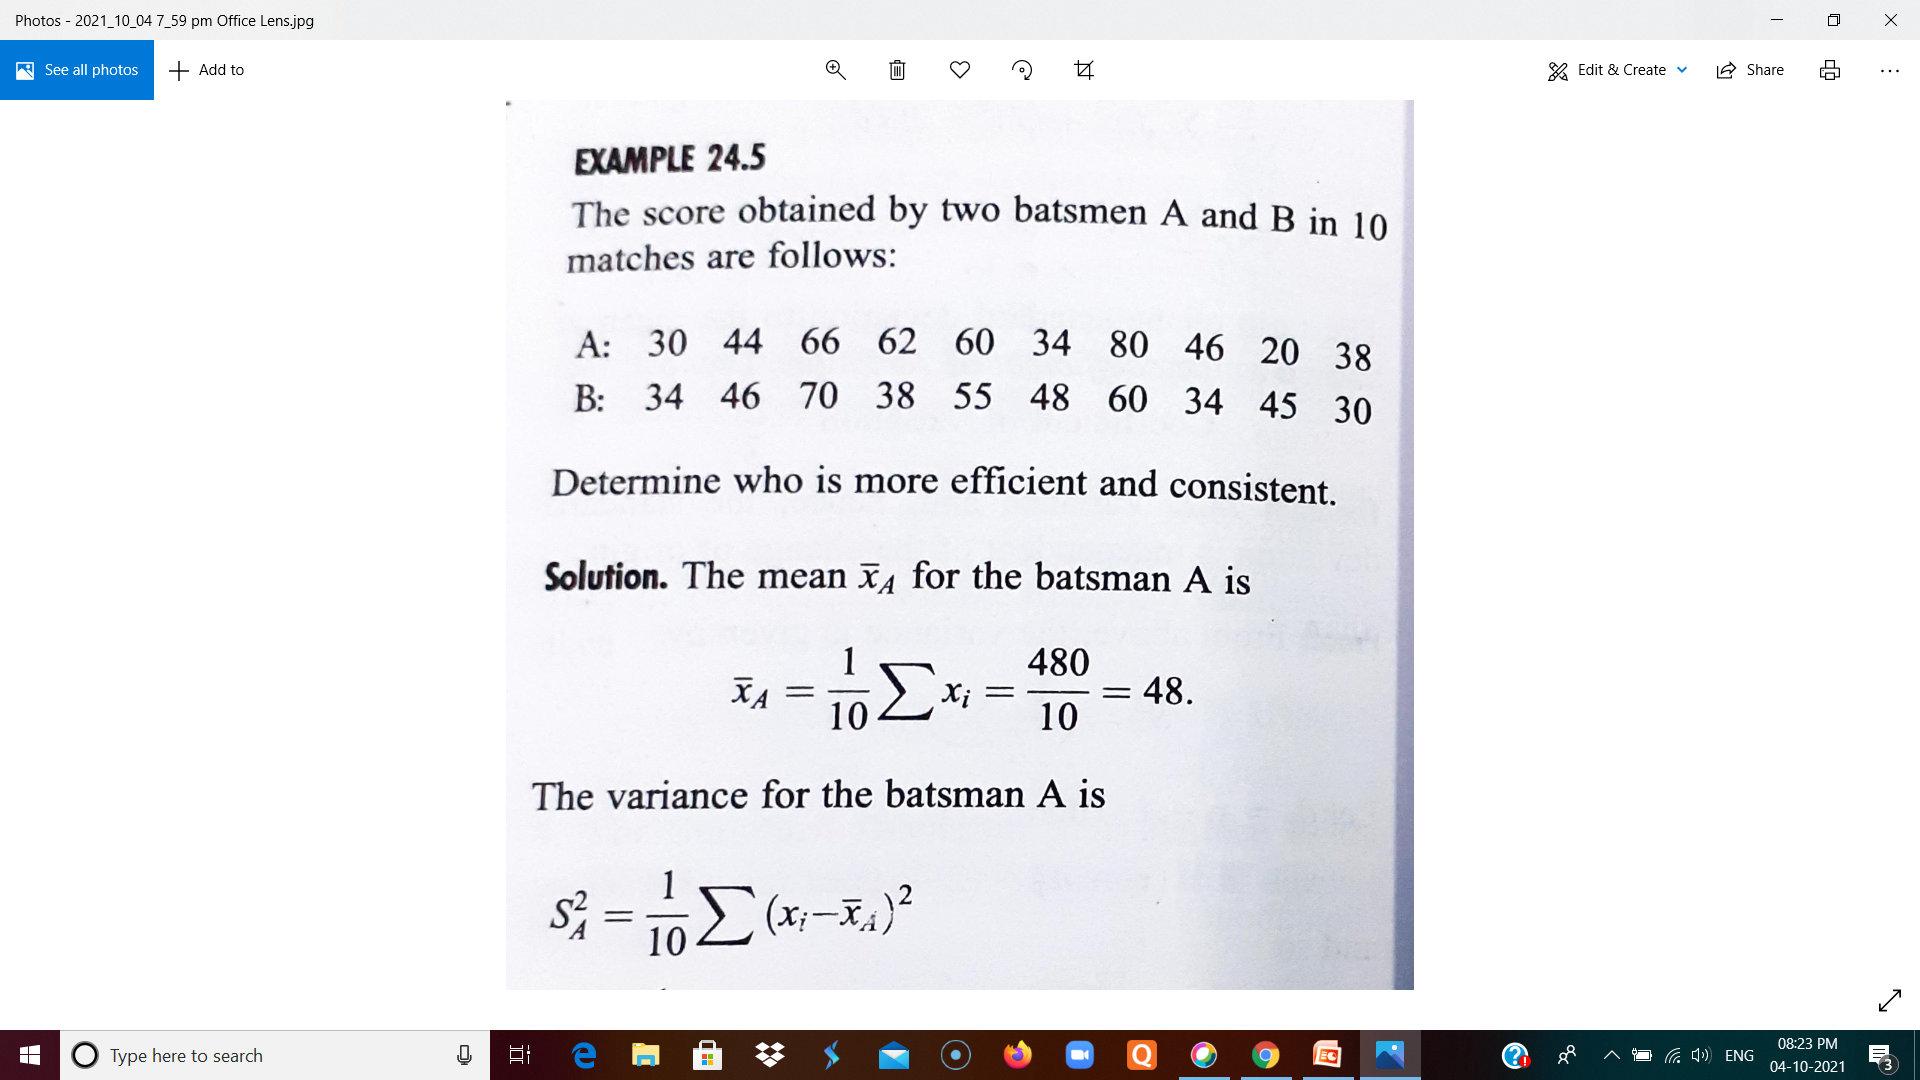 Photos - 2021_10_04 7_59 pm Office Lens.jpg
See all photos
Add to
Edit & Create
Share
EXAMPLE 24.5
The score obtained by two batsmen A and B in 10
matches are follows:
A: 30 44 66 62 60 34 80 46 20 38
B: 34 46 70 38 55 48 60 34 45 30
Determine who is more efficient and consistent.
Solution. The mean x̄_A for the batsman A is
x̄_A = 1/10 ∑ x_i = 480/10 = 48.
The variance for the batsman A is
S²_A = 1/10 ∑ (x_i−x̄_A)²
Type here to search
ENG
08:23 PM
04-10-2021
3